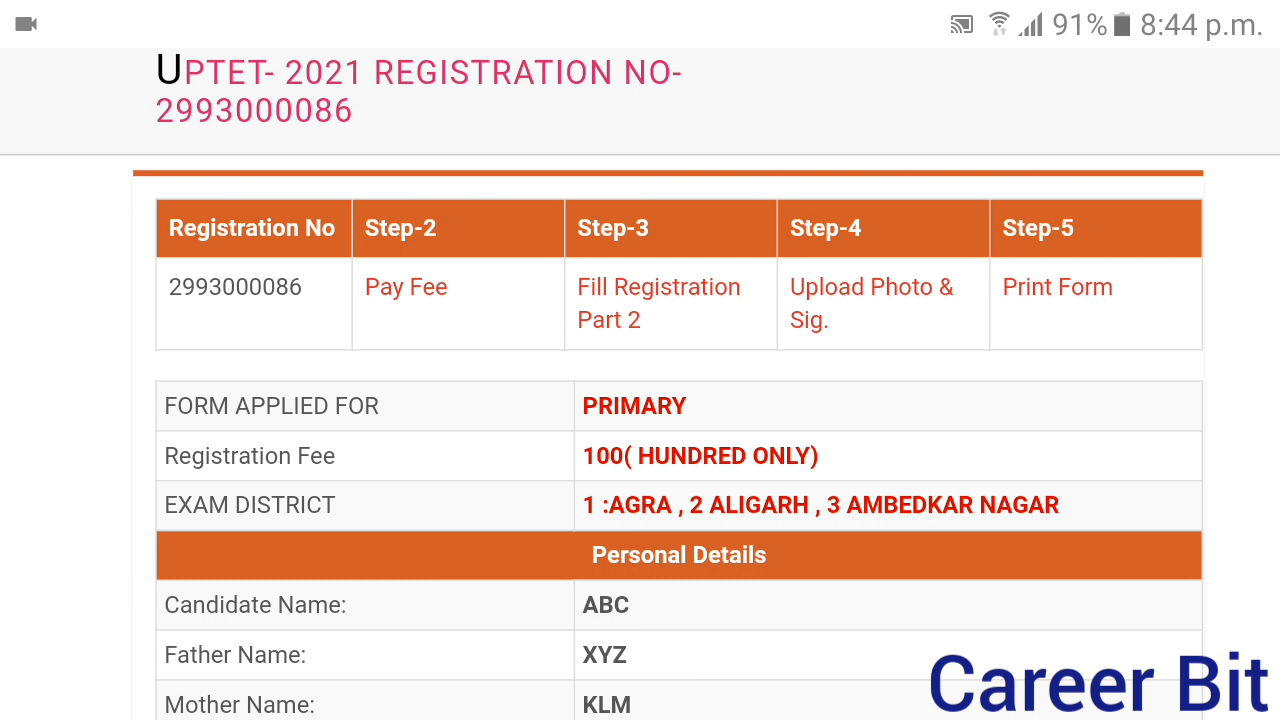 91% 8:44 p.m.
UPTET- 2021 REGISTRATION NO-
2993000086
Registration No Step-2 Step-3 Step-4 Step-5
2993000086 Pay Fee Fill Registration Upload Photo & Print Form
Part 2 Sig.
FORM APPLIED FOR PRIMARY
Registration Fee 100( HUNDRED ONLY)
EXAM DISTRICT 1 :AGRA , 2 ALIGARH , 3 AMBEDKAR NAGAR
Personal Details
Candidate Name: ABC
Father Name: XYZ
Mother Name: KLM
Career Bit